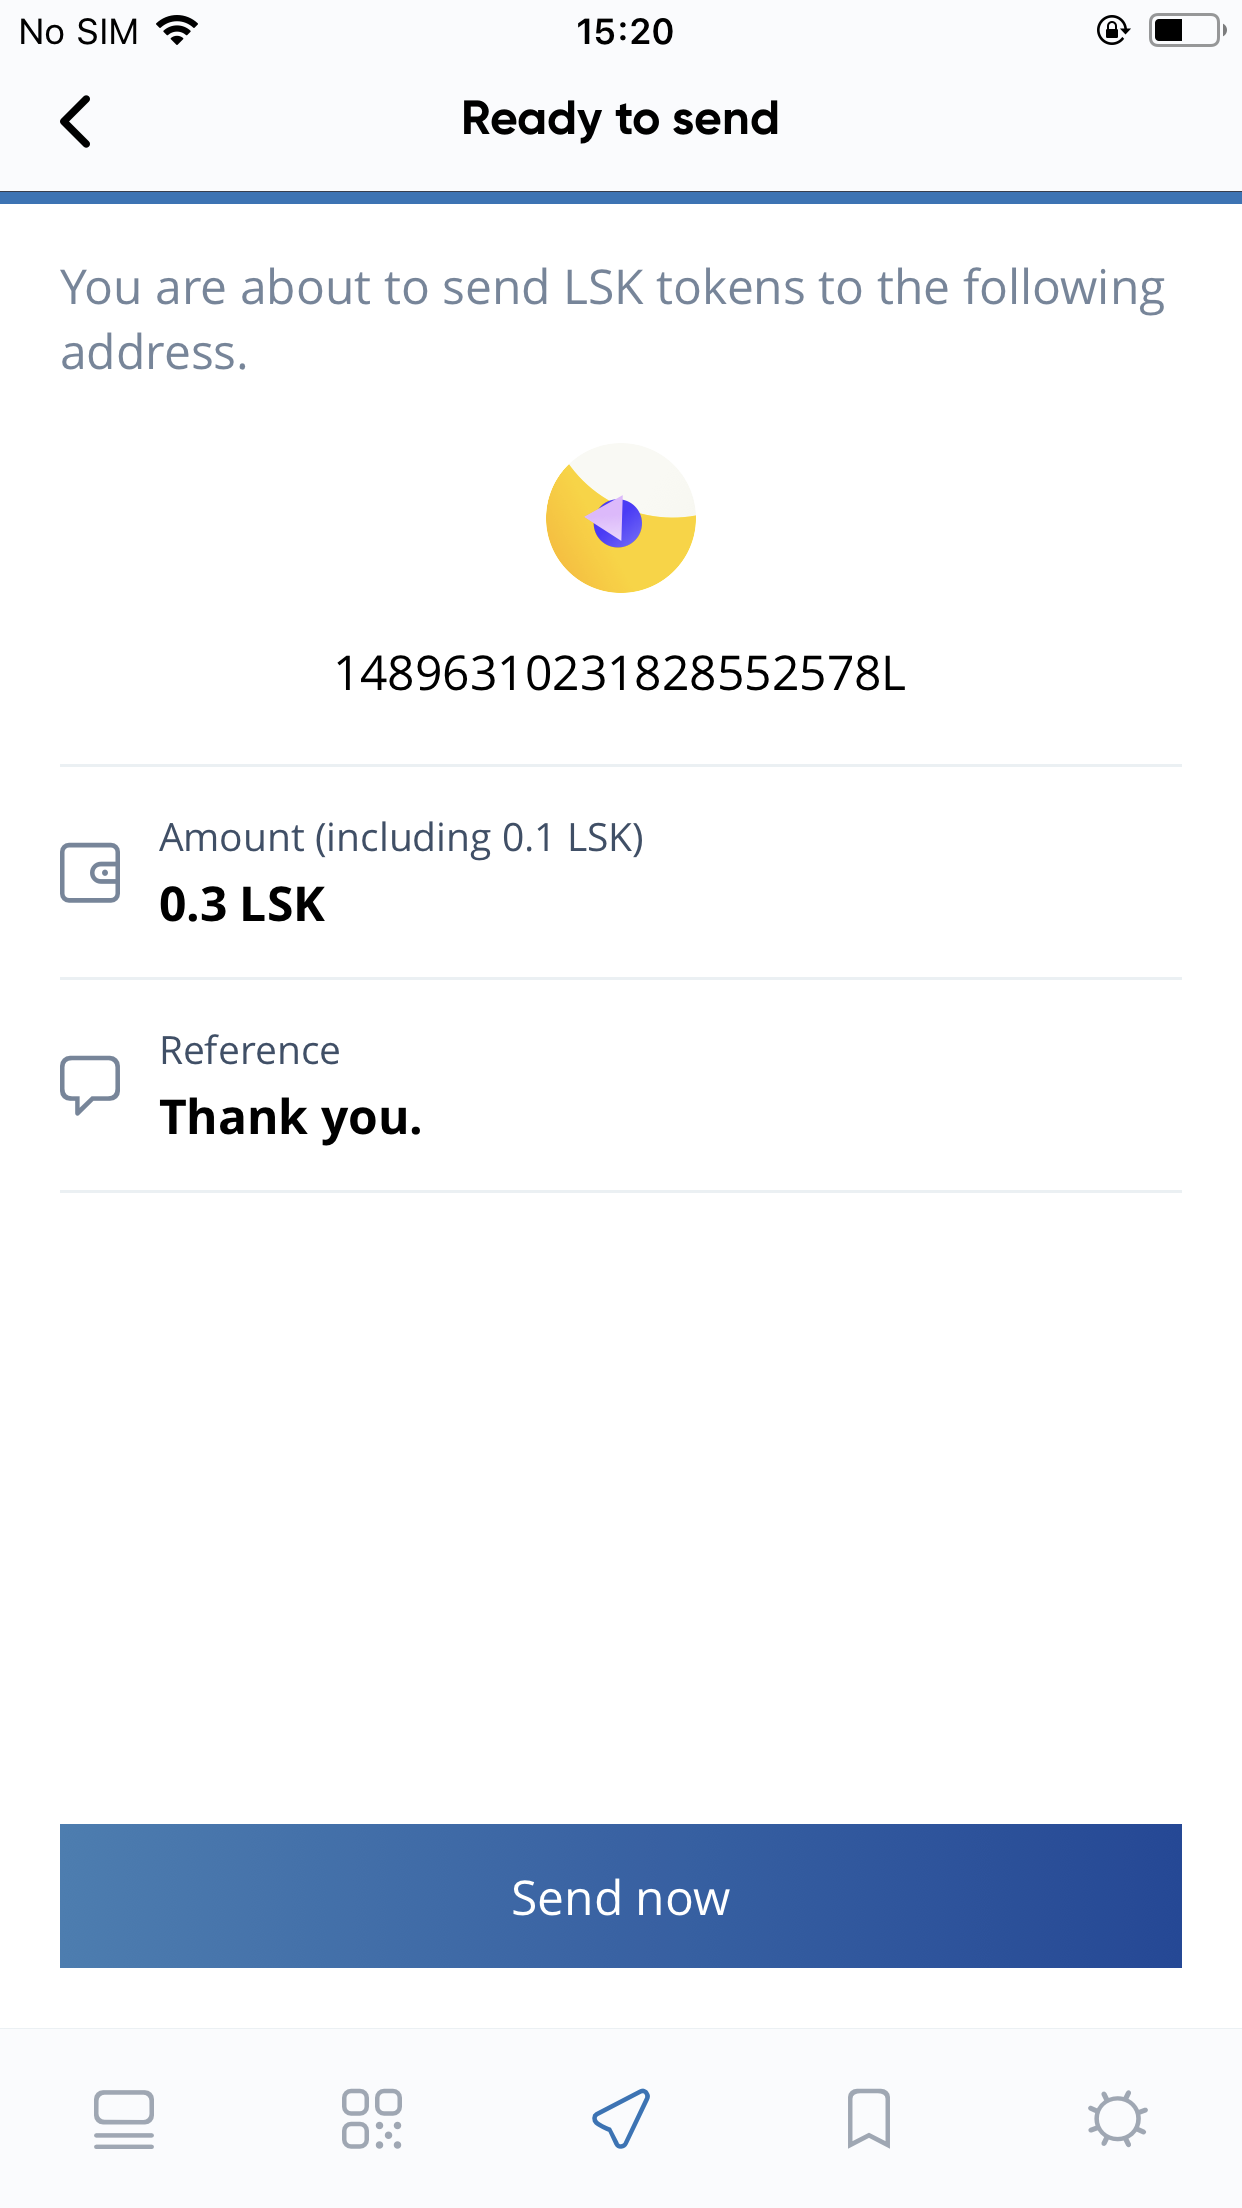 No SIM 15:20
Ready to send
You are about to send LSK tokens to the following
address.
14896310231828552578L
Amount (including 0.1 LSK)
0.3 LSK
Reference
Thank you.
Send now